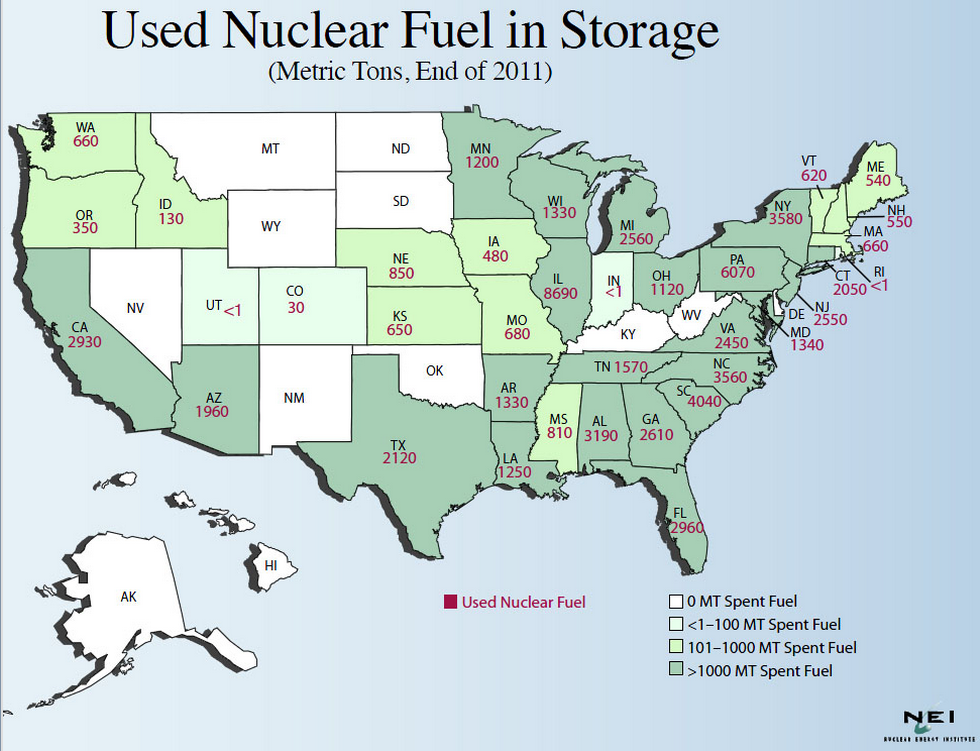 Used Nuclear Fuel in Storage
(Metric Tons, End of 2011)
WA
660
OR
350
ID
130
MT
ND
SD
WY
MN
1200
WI
1330
MI
2560
NY
3580
VT
620
ME
540
NH
550
MA
660
RI
<1
CT
2050
NJ
2550
DE
MD
1340
PA
6070
OH
1120
IN
<1
IL
8690
IA
480
NE
850
KS
650
MO
680
CO
30
UT <1
NV
CA
2930
AZ
1960
NM
OK
TX
2120
AR
1330
LA
1250
MS
810
AL
3190
GA
2610
FL
2960
SC
4040
NC
3560
TN 1570
KY
WV
VA
2450
HI
AK
Used Nuclear Fuel
0 MT Spent Fuel
<1–100 MT Spent Fuel
101–1000 MT Spent Fuel
>1000 MT Spent Fuel
NEI
NUCLEAR ENERGY INSTITUTE